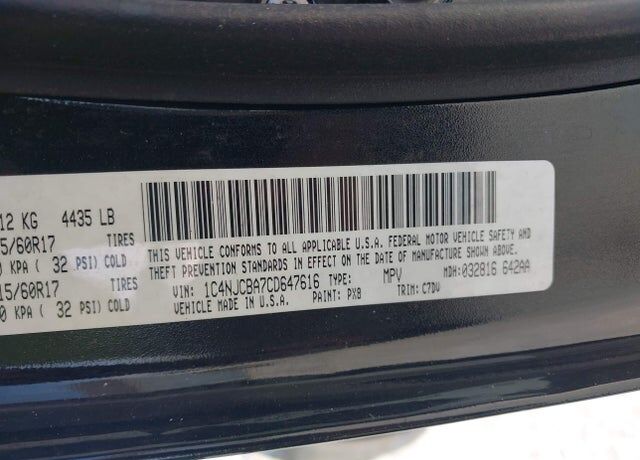 12 KG 4435 LB
5/60R17 TIRES
0 KPA ( 32 PSI) COLD
15/60R17
0 KPA ( 32 PSI) COLD
THIS VEHICLE CONFORMS TO ALL APPLICABLE U.S.A. FEDERAL MOTOR VEHICLE SAFETY AND
THEFT PREVENTION STANDARDS IN EFFECT ON THE DATE OF MANUFACTURE SHOWN ABOVE.
VIN: 1C4NJCBA7CD647616 TYPE: MPV MDH: 032816 642AA
VEHICLE MADE IN U.S.A. PAINT: PX8 TRIM: C7DV